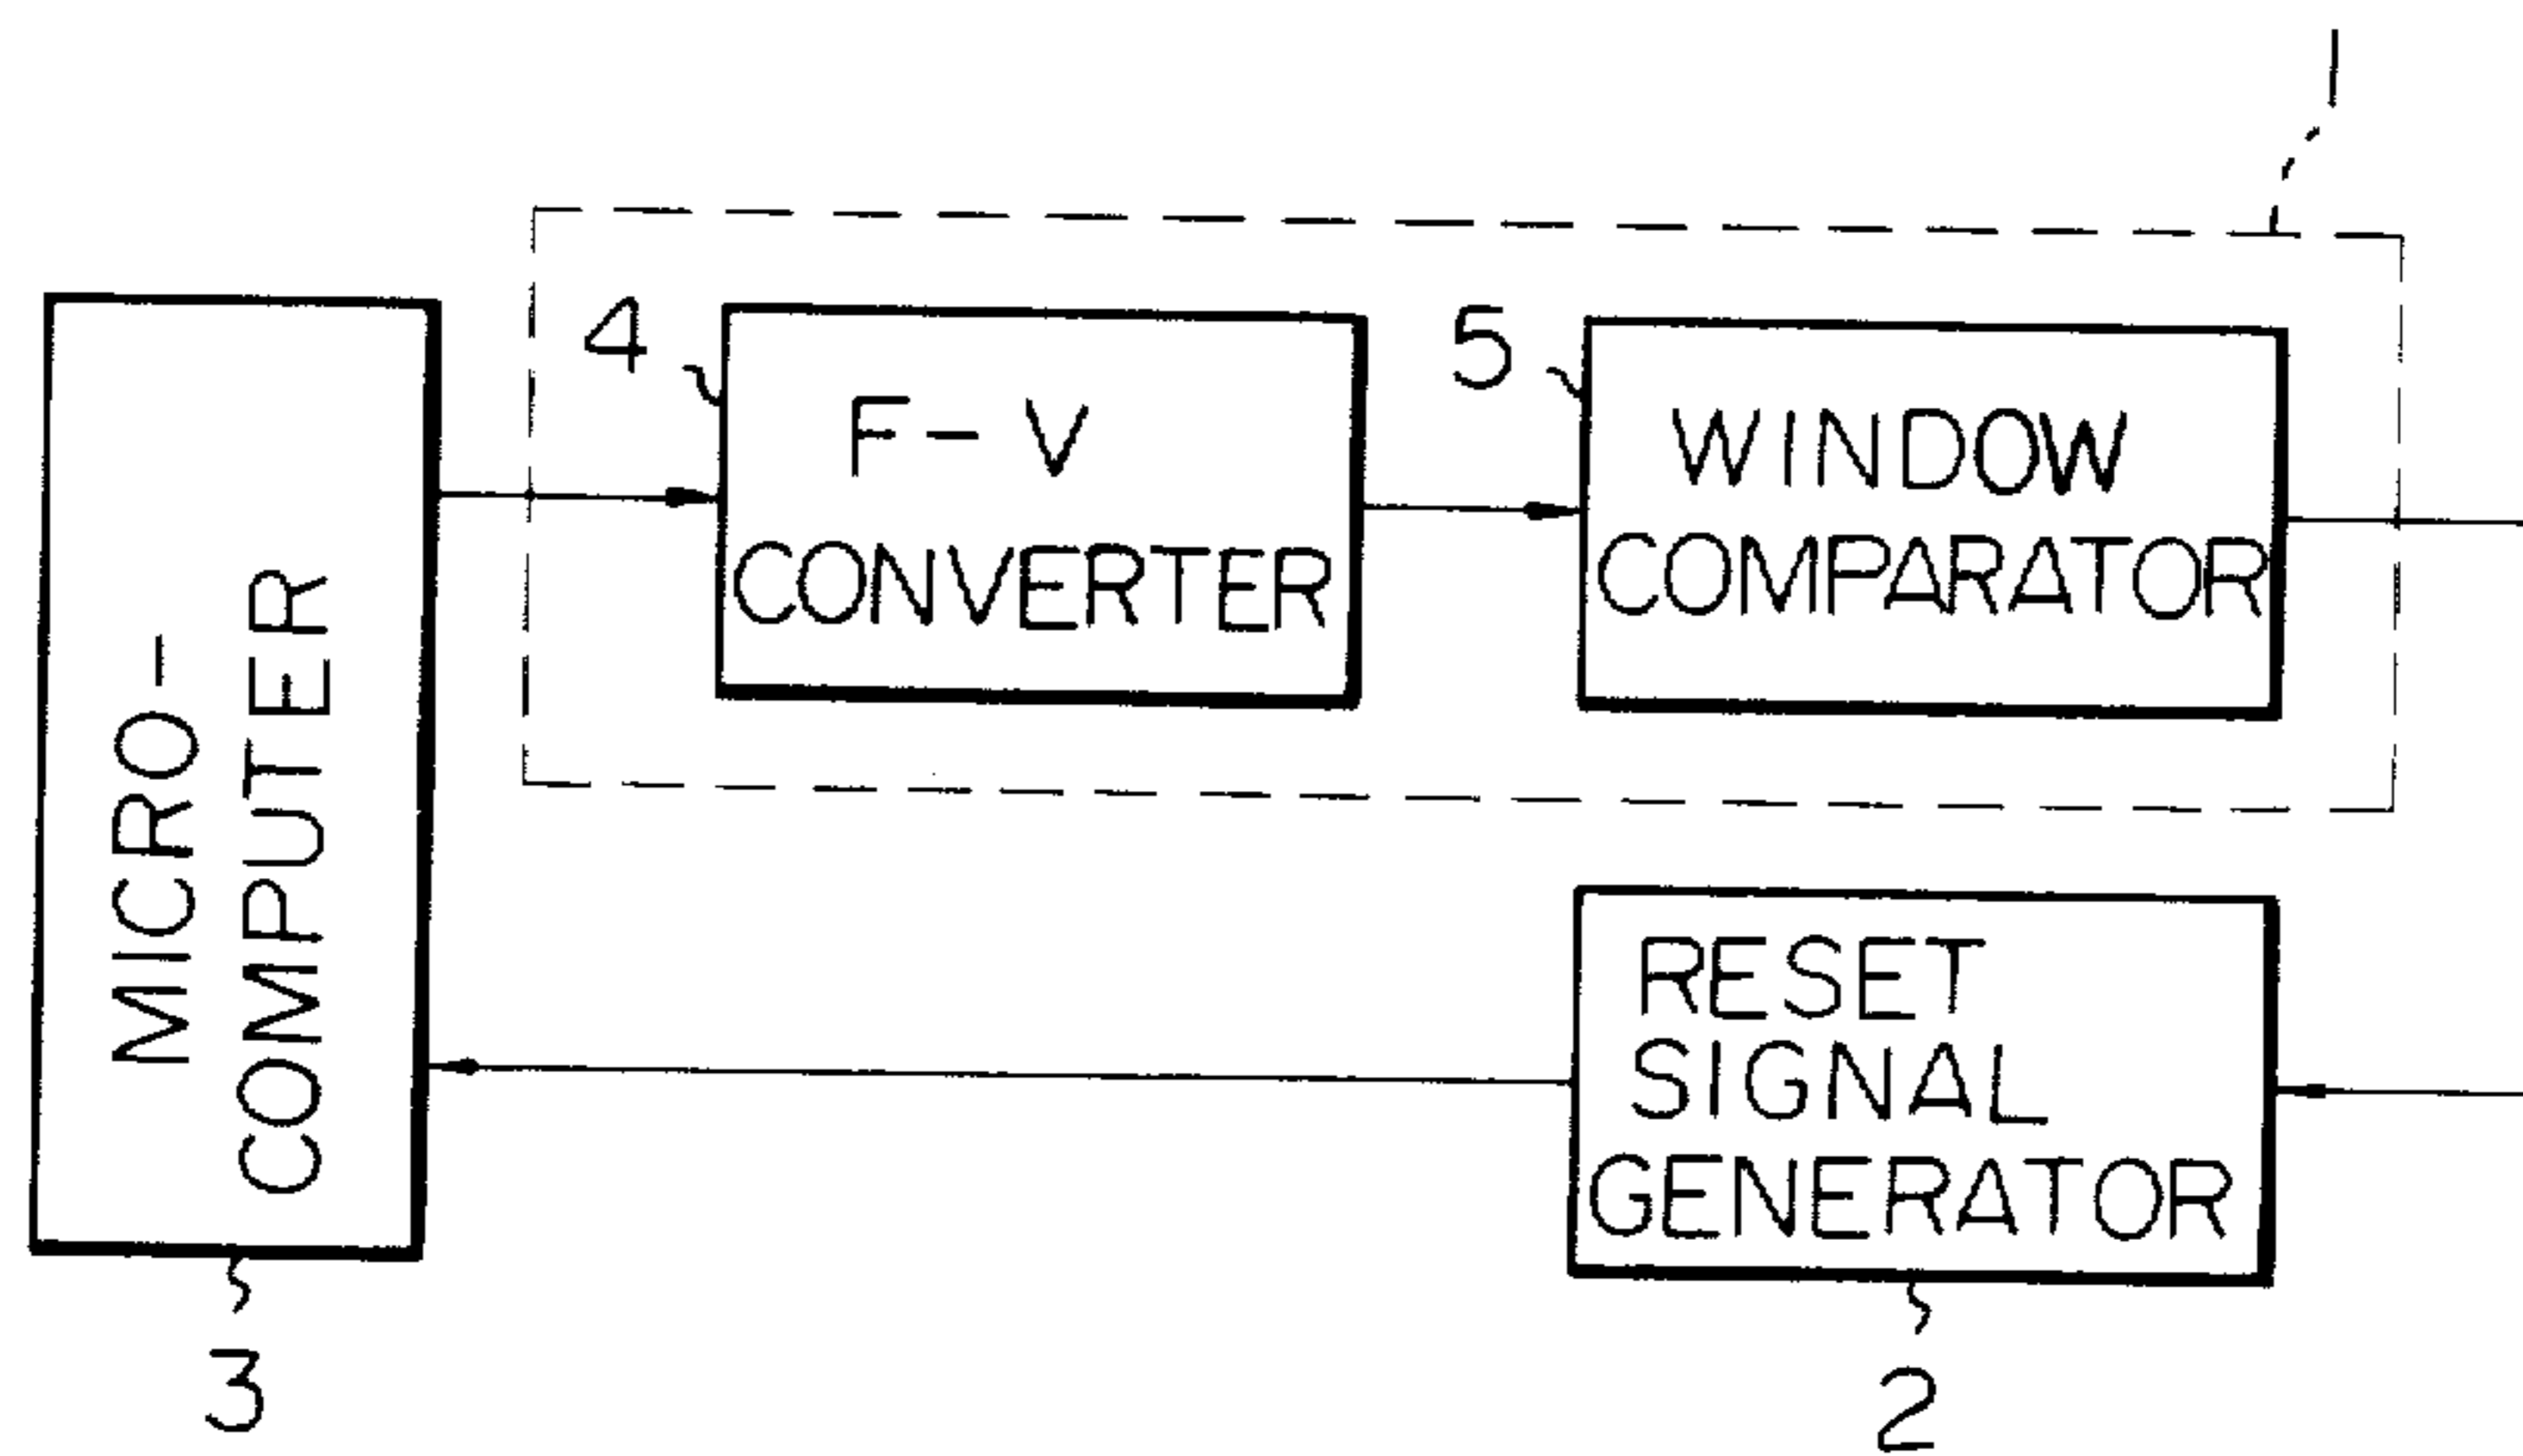 1
4
F-V
CONVERTER
5
WINDOW
COMPARATOR
MICRO-
COMPUTER
RESET
SIGNAL
GENERATOR
3
2